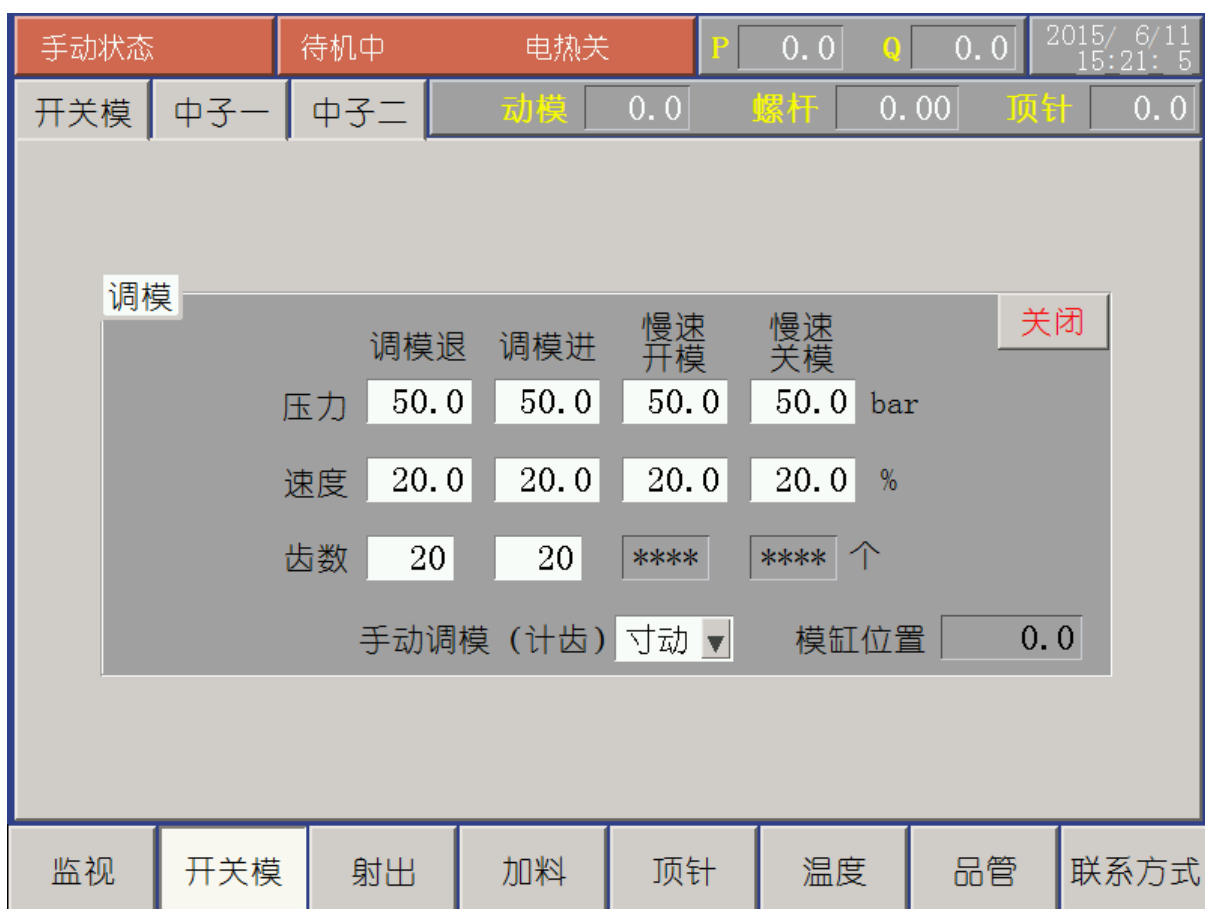 手动状态 待机中 电热关 P 0.0 Q 0.0 2015/ 6/11
15:21: 5
开关模 中子一 中子二 动模 0.0 螺杆 0.00 顶针 0.0
调模
关闭
调模退 调模进 慢速开模 慢速关模
压力 50.0 50.0 50.0 50.0 bar
速度 20.0 20.0 20.0 20.0 %
齿数 20 20 **** **** 个
手动调模 (计齿) 寸动 ▼ 模缸位置 0.0
监视 开关模 射出 加料 顶针 温度 品管 联系方式